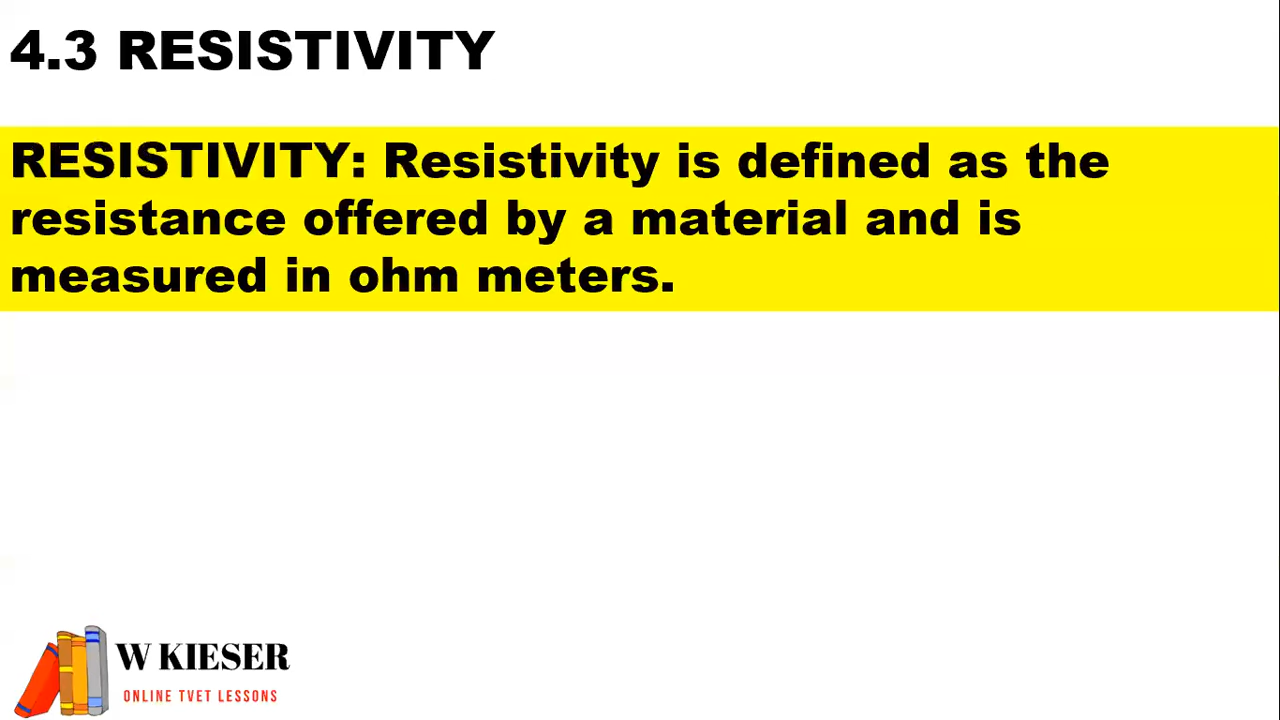 4.3 RESISTIVITY
RESISTIVITY: Resistivity is defined as the
resistance offered by a material and is
measured in ohm meters.
W KIESER
ONLINE TVET LESSONS